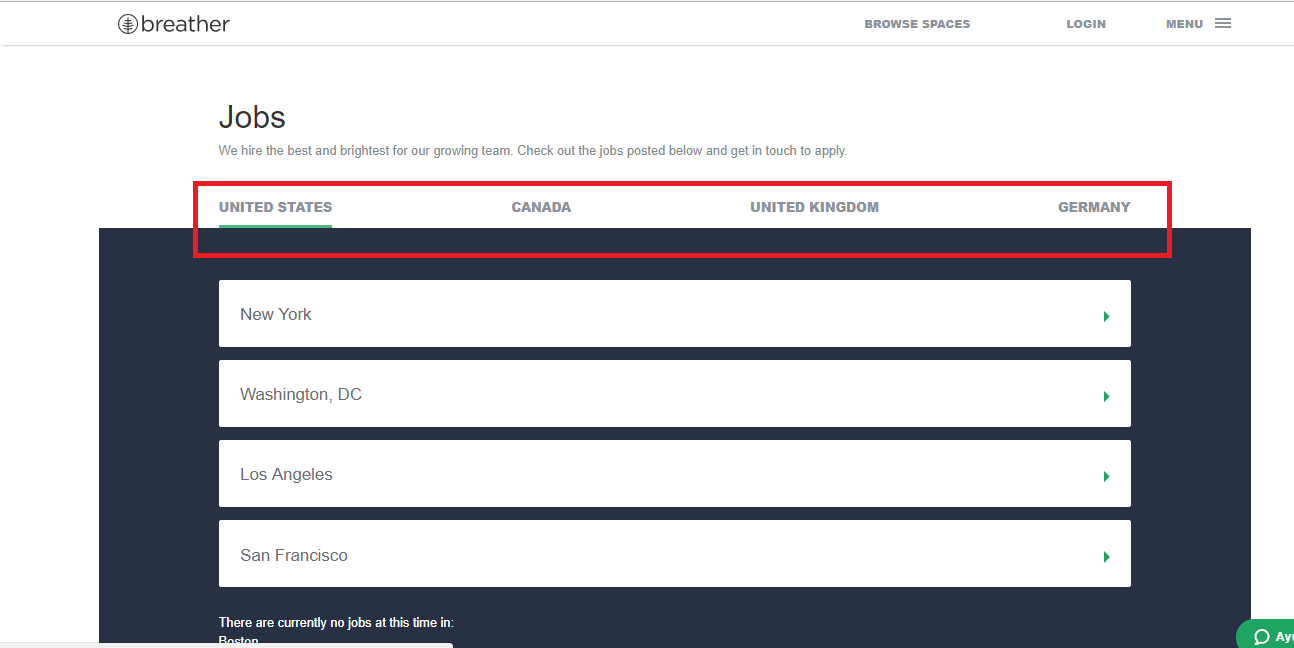 breather
BROWSE SPACES
LOGIN
MENU
Jobs
We hire the best and brightest for our growing team. Check out the jobs posted below and get in touch to apply.
UNITED STATES
CANADA
UNITED KINGDOM
GERMANY
New York
Washington, DC
Los Angeles
San Francisco
There are currently no jobs at this time in:
Boston